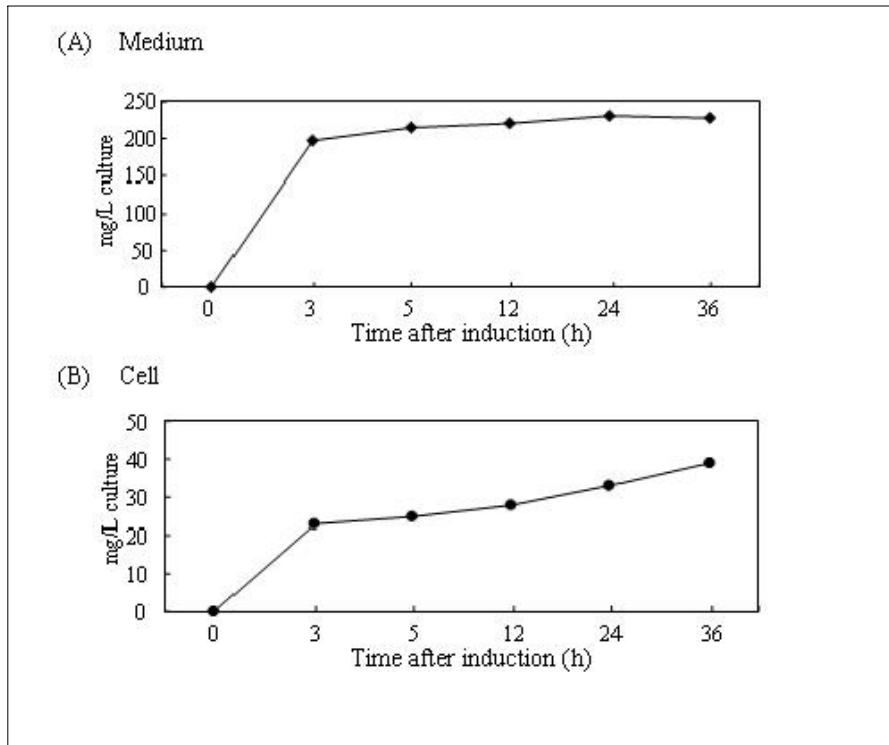 (A) Medium
250
200
150
100
50
0
mg/L culture
0 3 5 12 24 36
Time after induction (h)
(B) Cell
50
40
30
20
10
0
mg/L culture
0 3 5 12 24 36
Time after induction (h)